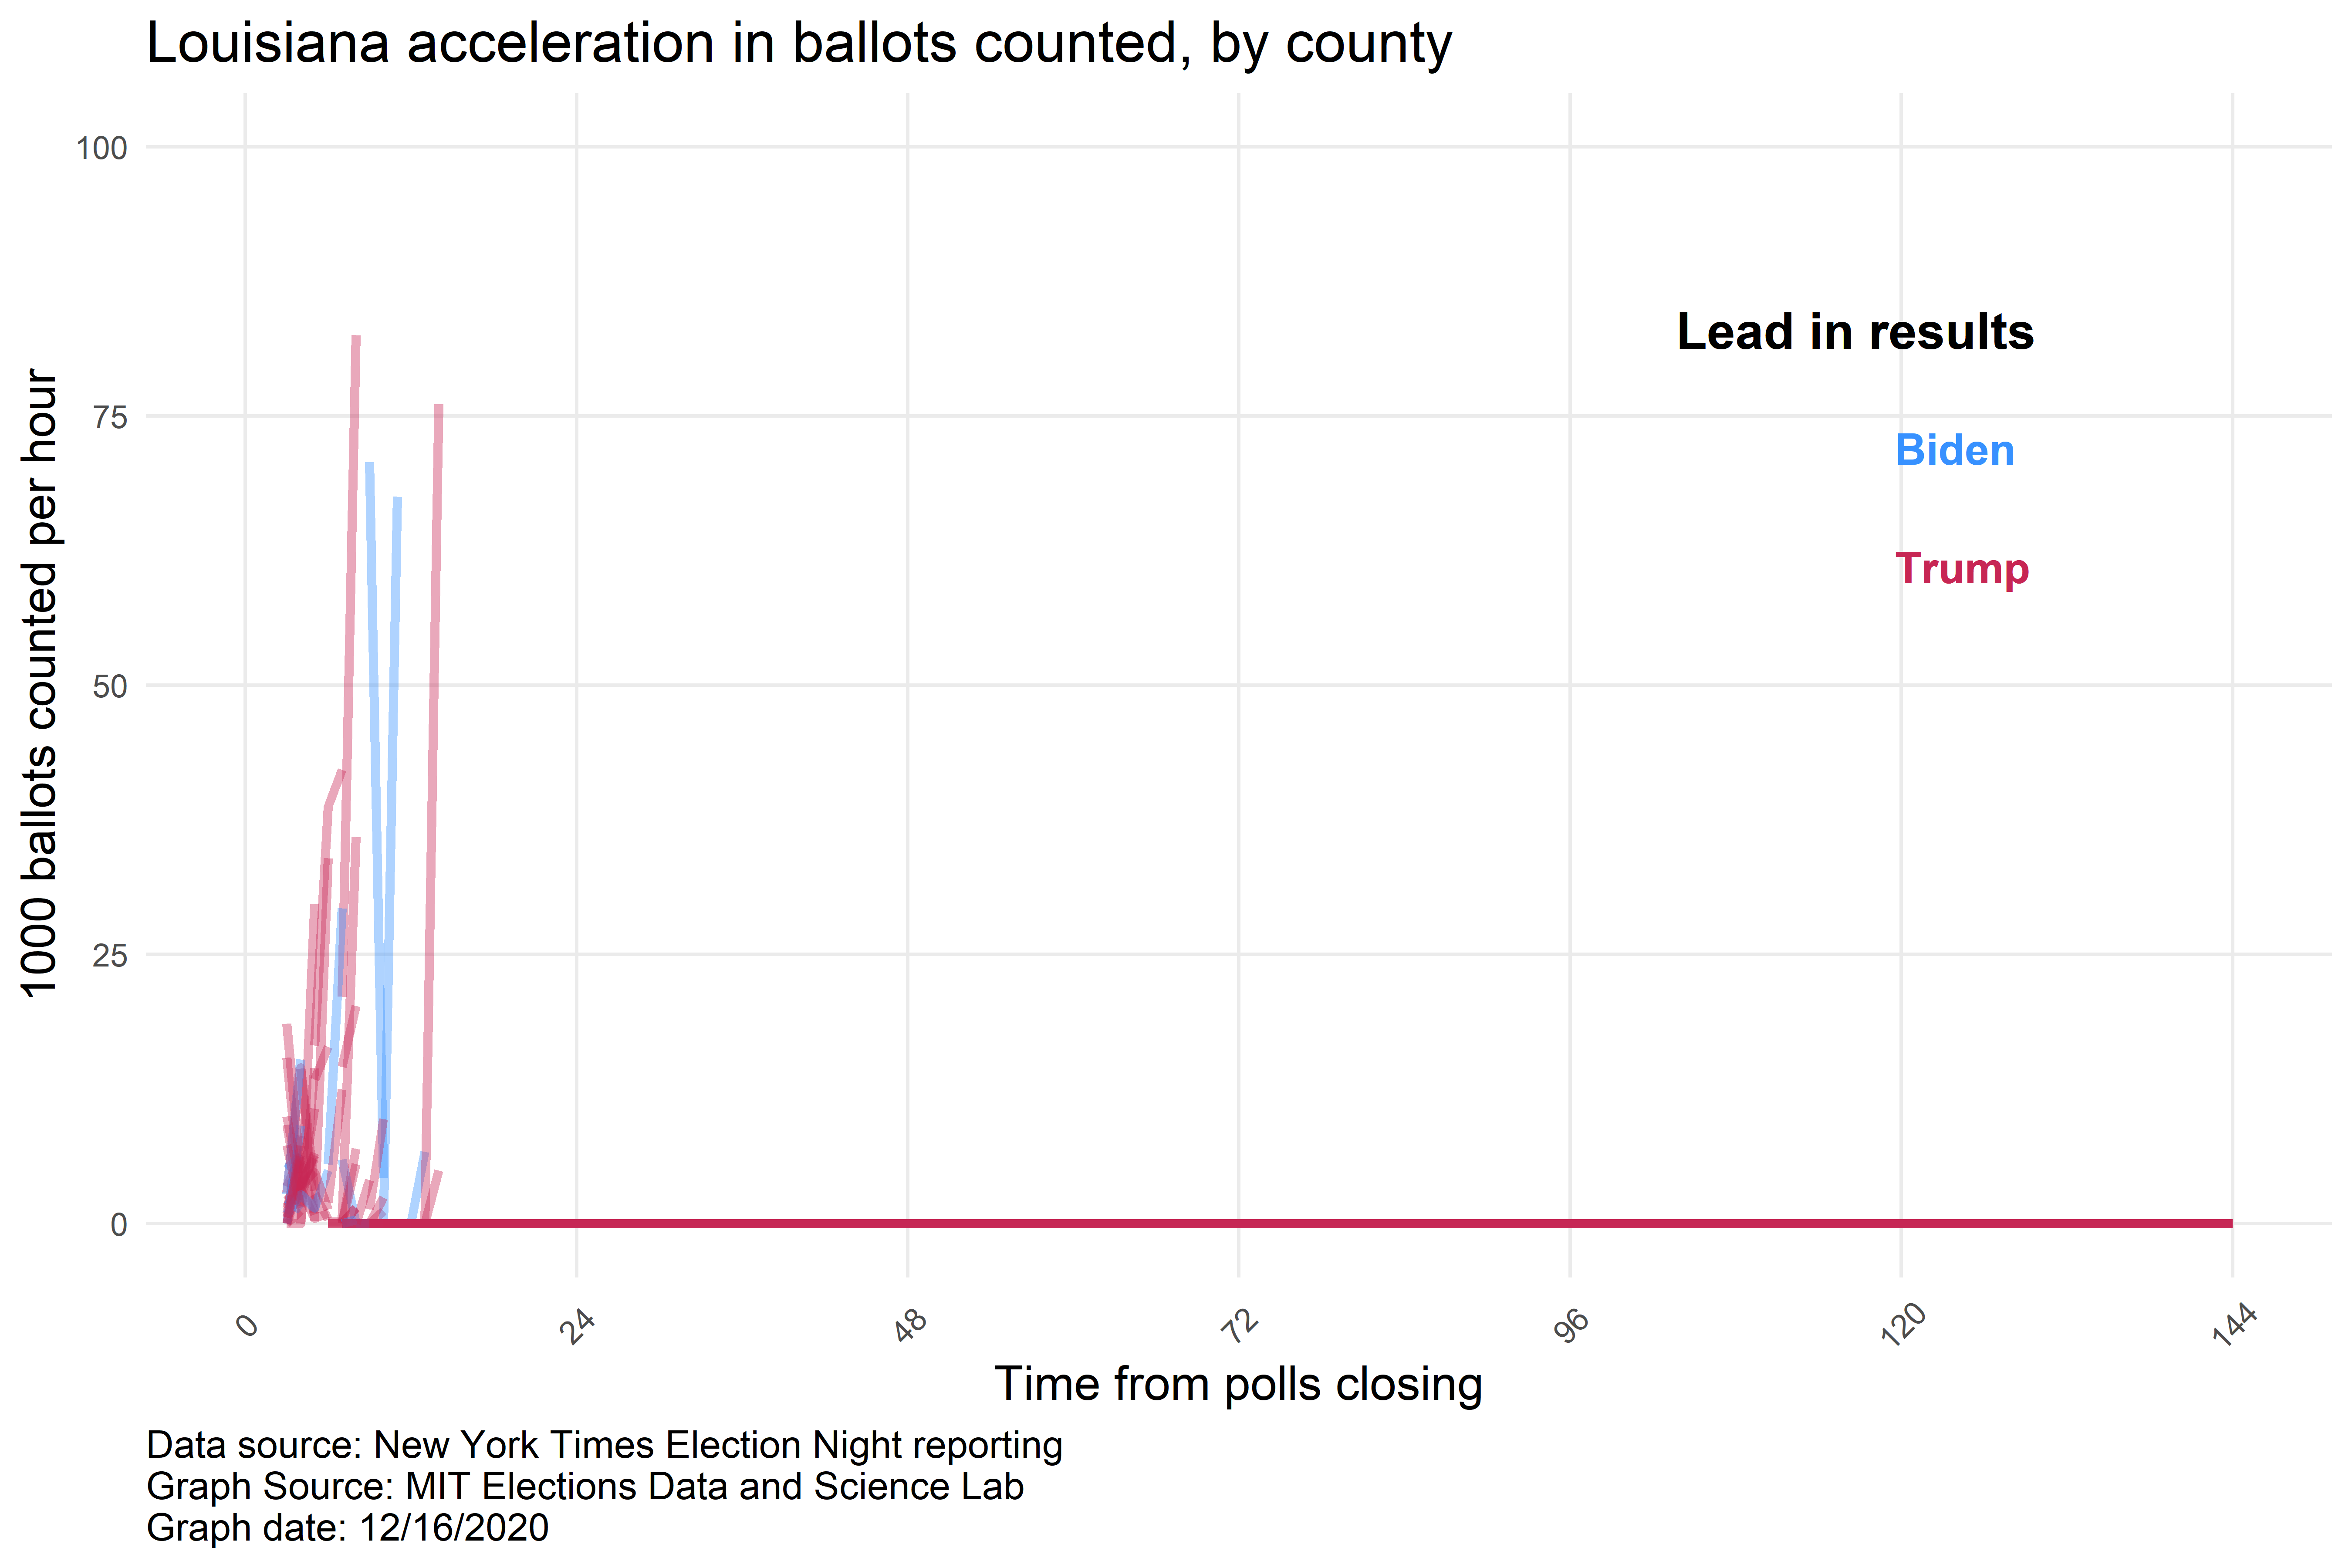 Louisiana acceleration in ballots counted, by county
1000 ballots counted per hour
100
75
50
25
0
Lead in results
Biden
Trump
0
24
48
72
96
120
144
Time from polls closing
Data source: New York Times Election Night reporting
Graph Source: MIT Elections Data and Science Lab
Graph date: 12/16/2020